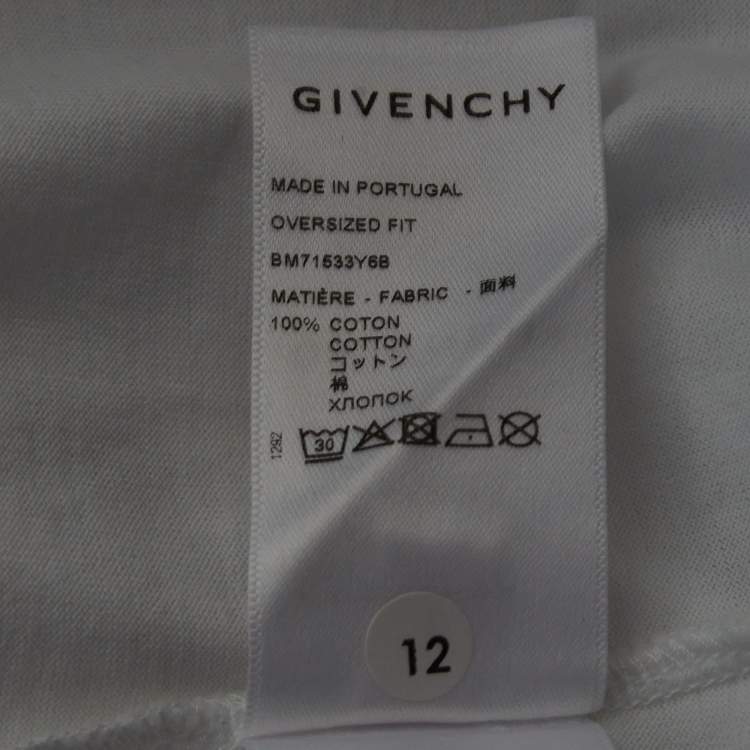 GIVENCHY
MADE IN PORTUGAL
OVERSIZED FIT
BM71533Y6B
MATIÈRE - FABRIC - 面料
100% COTON
COTTON
コットン
棉
ХЛОПОК
1292
30
12